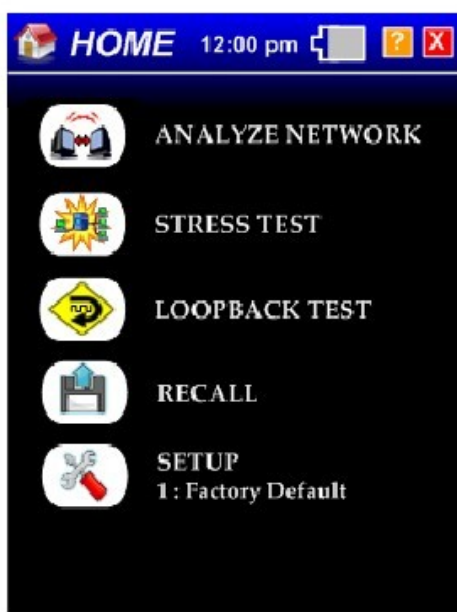 HOME 12:00 pm ? X
ANALYZE NETWORK
STRESS TEST
LOOPBACK TEST
RECALL
SETUP
1 : Factory Default